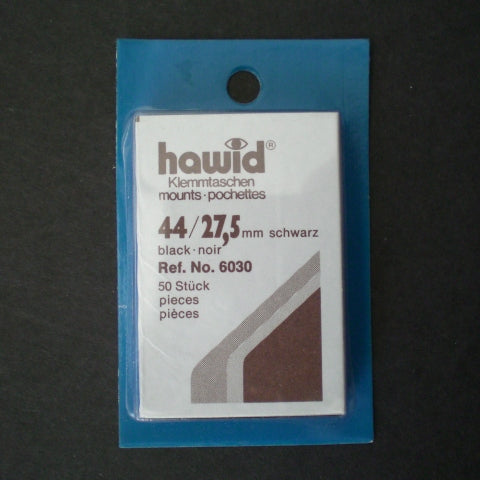 hawid®
Klemmtaschen
mounts·pochettes
44/27,5mm schwarz
black·noir
Ref. No. 6030
50 Stück
pieces
pièces